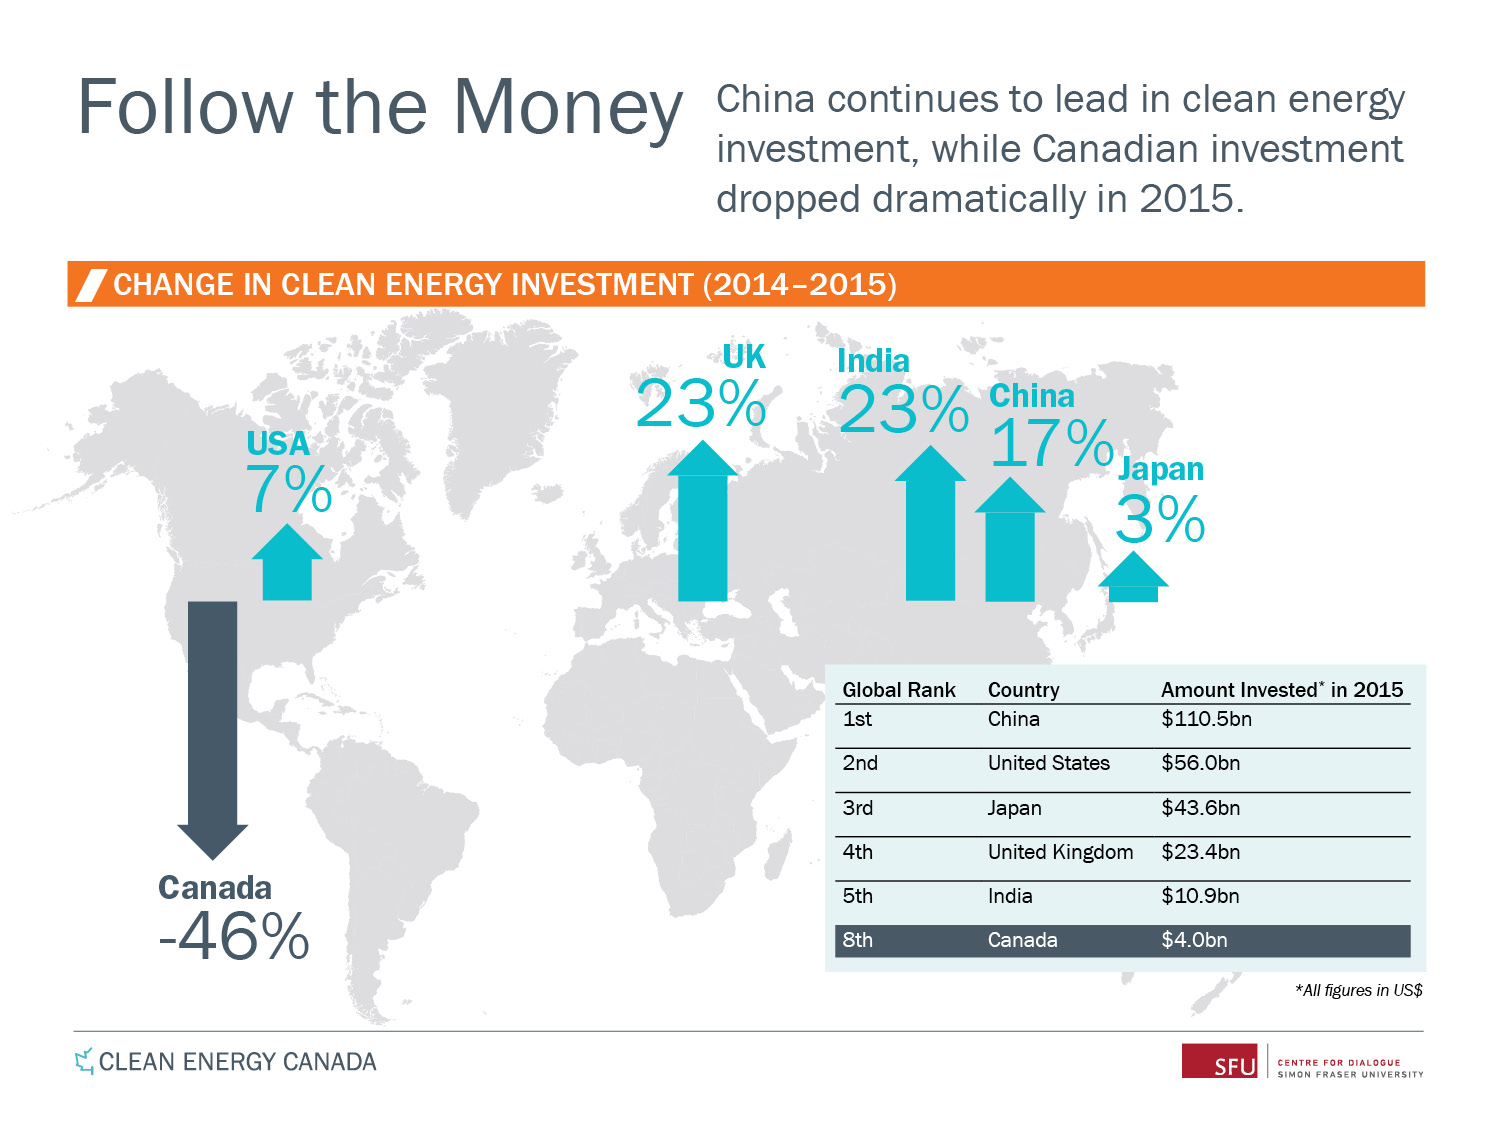 Follow the Money
China continues to lead in clean energy
investment, while Canadian investment
dropped dramatically in 2015.
CHANGE IN CLEAN ENERGY INVESTMENT (2014–2015)
USA
7%
UK
23%
India
23%
China
17%
Japan
3%
Canada
-46%
Global Rank Country Amount Invested* in 2015
1st China $110.5bn
2nd United States $56.0bn
3rd Japan $43.6bn
4th United Kingdom $23.4bn
5th India $10.9bn
8th Canada $4.0bn
*All figures in US$
CLEAN ENERGY CANADA
SFU
CENTRE FOR DIALOGUE
SIMON FRASER UNIVERSITY